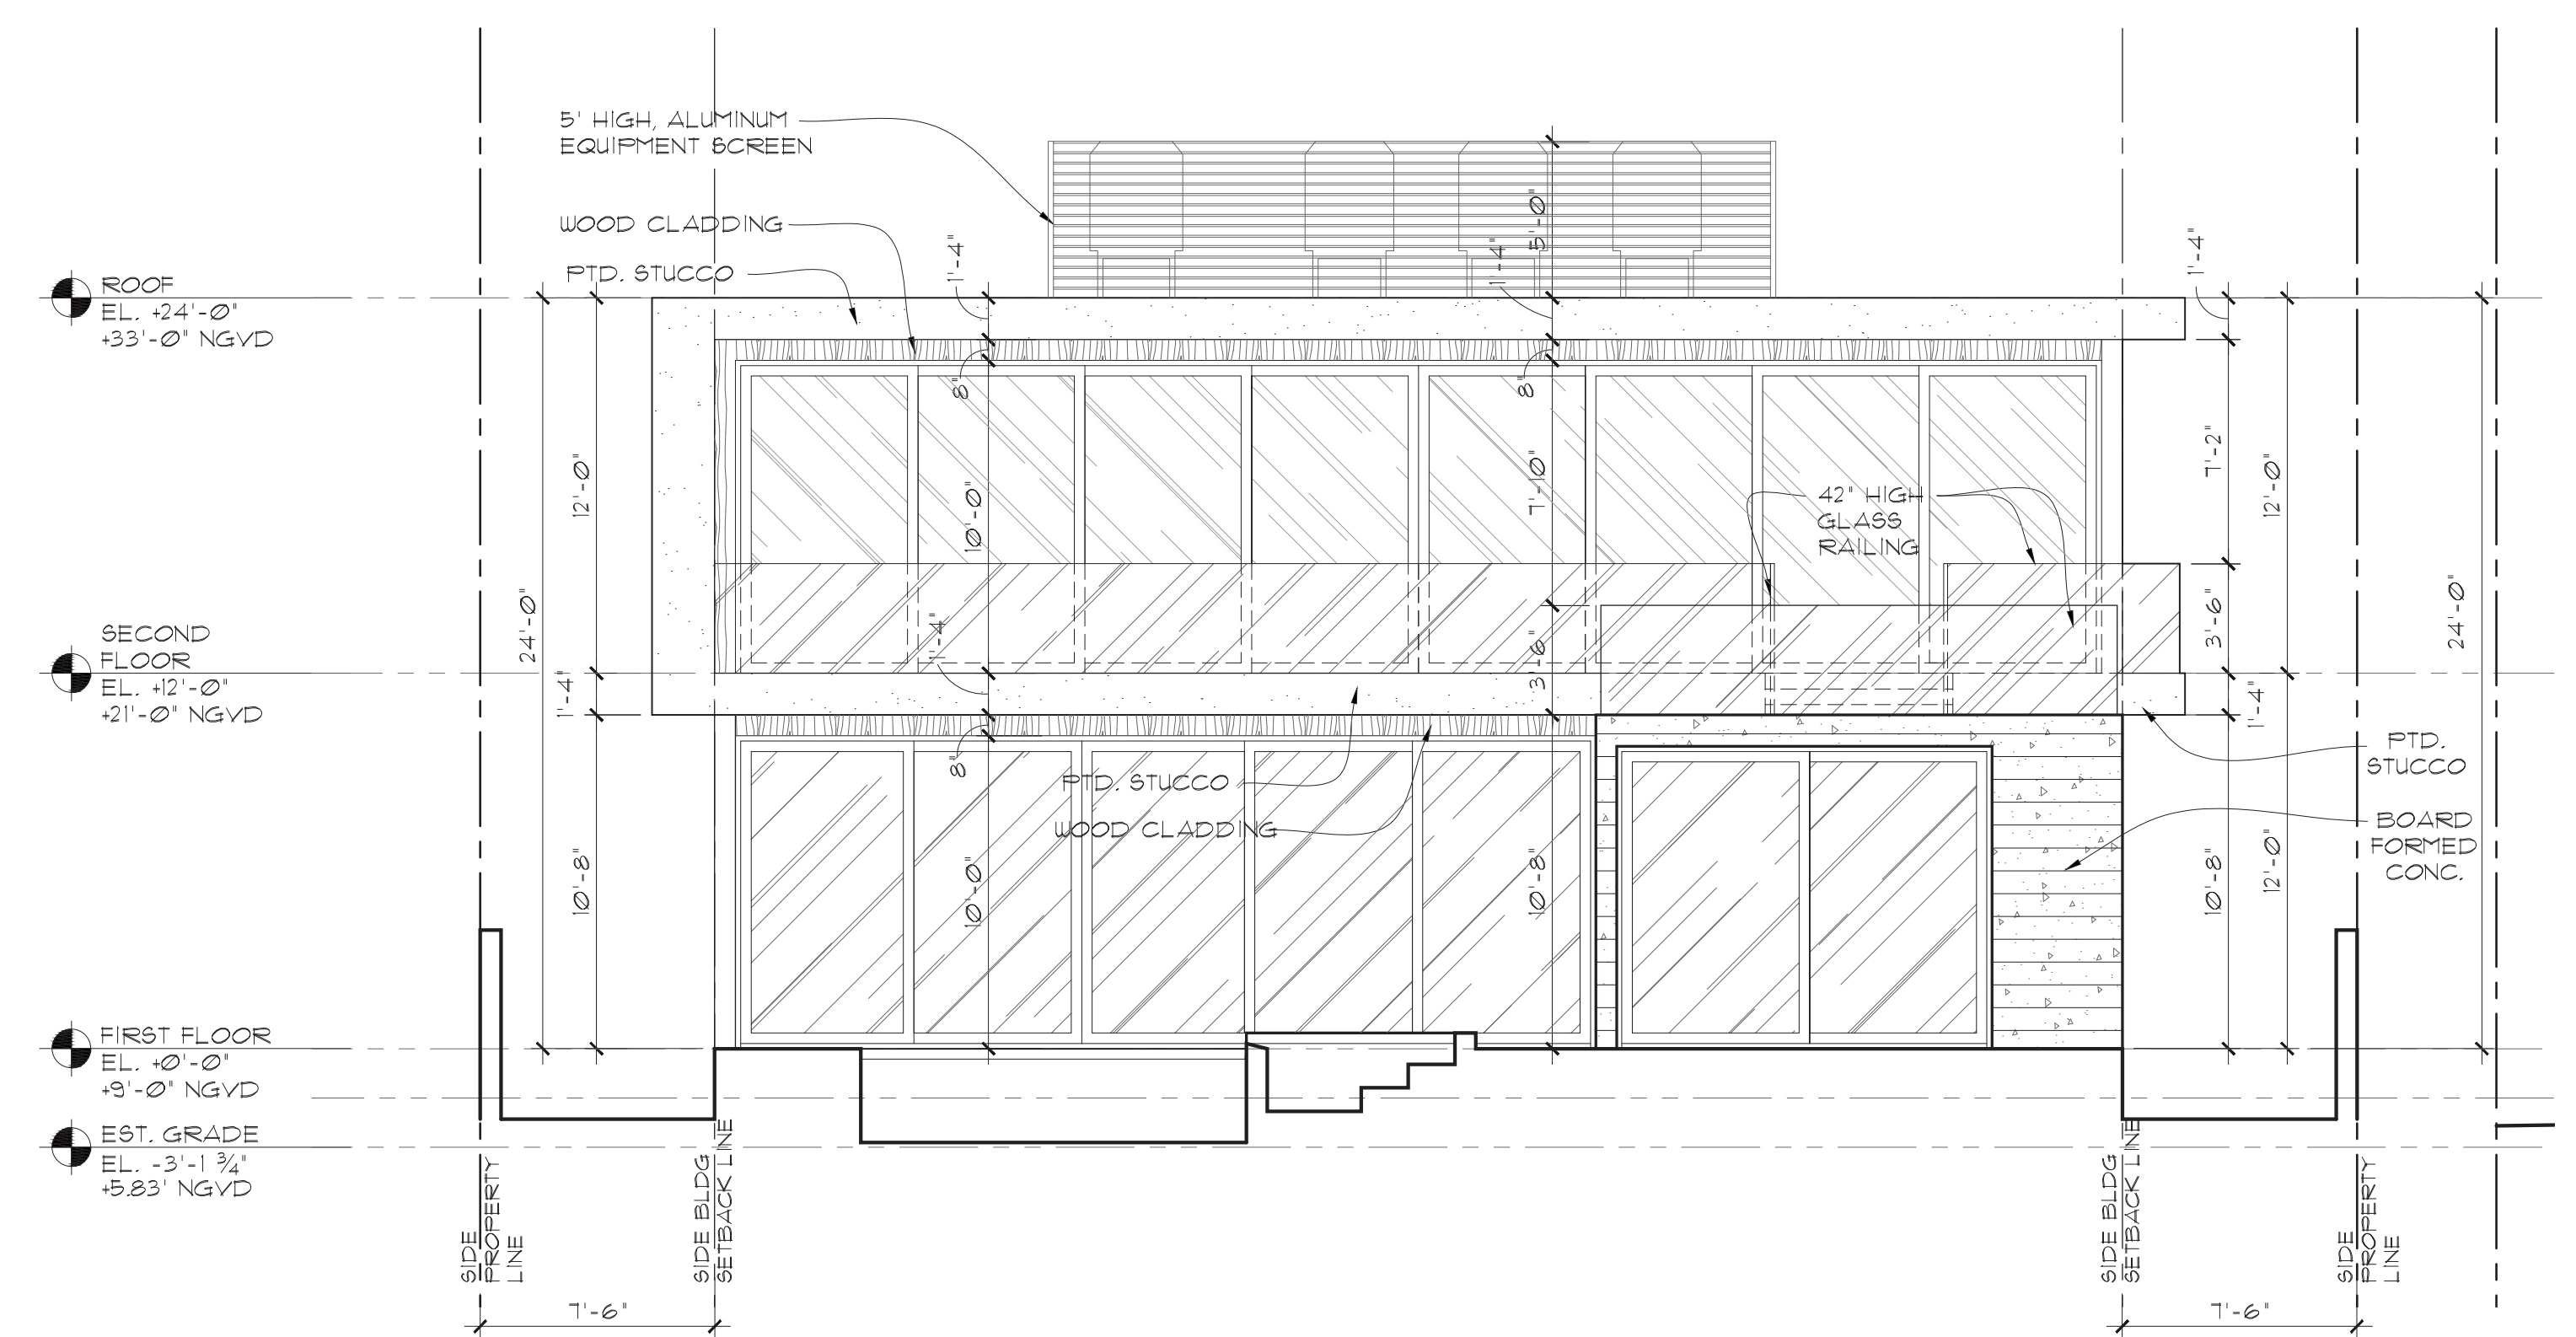 5' HIGH, ALUMINUM
EQUIPMENT SCREEN
WOOD CLADDING
PTD. STUCCO
1'-4"
5'-0"
1'-4"
1'-4"
ROOF
EL. +24'-0"
+33'-0" NGVD
8"
8"
12'-0"
10'-0"
7'-10"
7'-2"
12'-0"
42" HIGH
GLASS
RAILING
24'-0"
1'-4"
3'-6"
3'-6"
24'-0"
SECOND
FLOOR
EL. +12'-0"
+21'-0" NGVD
1'-4"
1'-4"
8"
PTD. STUCCO
WOOD CLADDING
PTD.
STUCCO
BOARD
FORMED
CONC.
10'-8"
10'-0"
10'-8"
10'-8"
12'-0"
FIRST FLOOR
EL. +0'-0"
+9'-0" NGVD
EST. GRADE
EL. -3'-1 ¾"
+5.83' NGVD
SIDE
PROPERTY
LINE
SIDE BLDG
SETBACK LINE
SIDE BLDG
SETBACK LINE
SIDE
PROPERTY
LINE
7'-6"
7'-6"